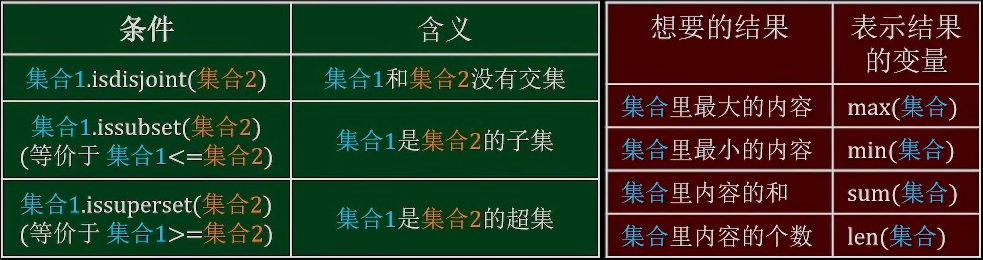 条件
含义
集合1.isdisjoint(集合2)
集合1和集合2没有交集
集合1.issubset(集合2)
(等价于 集合1<=集合2)
集合1是集合2的子集
集合1.issuperset(集合2)
(等价于 集合1>=集合2)
集合1是集合2的超集
想要的结果
表示结果
的变量
集合里最大的内容
max(集合)
集合里最小的内容
min(集合)
集合里内容的和
sum(集合)
集合里内容的个数
len(集合)